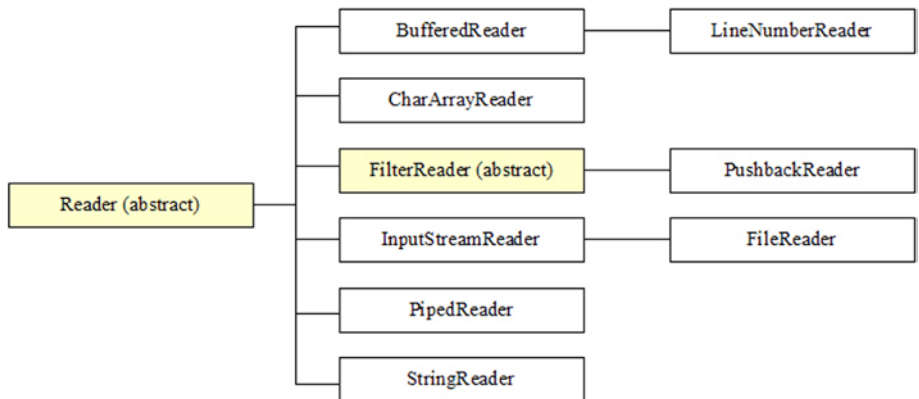 BufferedReader
LineNumberReader
CharArrayReader
FilterReader (abstract)
PushbackReader
Reader (abstract)
InputStreamReader
FileReader
PipedReader
StringReader